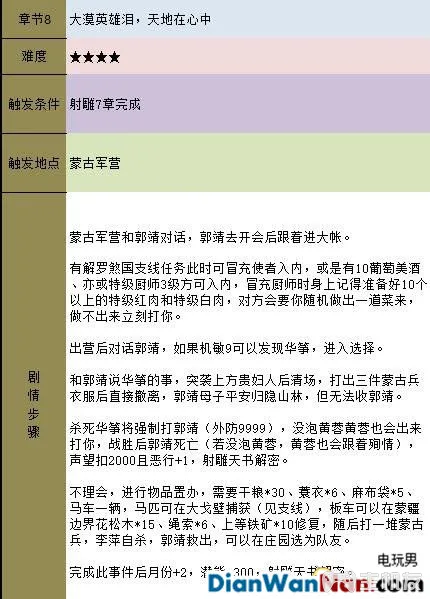 章节8
大漠英雄泪，天地在心中
难度
★★★★
触发条件
射雕7章完成
触发地点
蒙古军营
剧情步骤
蒙古军营和郭靖对话，郭靖去开会后跟着进大帐。
有解罗煞国支线任务此时可冒充使者入内，或是有10葡萄美酒
、亦或特级厨师3级方可入内，冒充厨师时身上记得准备好10个
以上的特级红肉和特级白肉，对方会要你随机做出一道菜来，
做不出来立刻打你。
出营后对话郭靖，如果机敏9可以发现华筝，进入选择。
和郭靖说华筝的事，突袭上方贵妇人后清场，打出三件蒙古兵
衣服后直接撤离，郭靖母子平安归隐山林，但无法收郭靖。
杀死华筝将强制打郭靖（外防9999），没泡黄蓉黄蓉也会出来
打你，战胜后郭靖死亡（若没泡黄蓉，黄蓉也会跟着殉情），
声望扣2000且恶行+1，射雕天书解密。
不理会，进行物品置办，需要干粮*30、蓑衣*6、麻布袋*5、
马车一辆，马匹可在大戈壁捕获（见支线），板车可以在蒙疆
边界花松木*15、绳索*6、上等铁矿*10修复，随后打一堆蒙古
兵，李萍自杀，郭靖救出，可以在庄园选为队友。
完成此事件后月份+2，潜能-300，射雕天书
电玩男
DianWanNan.com